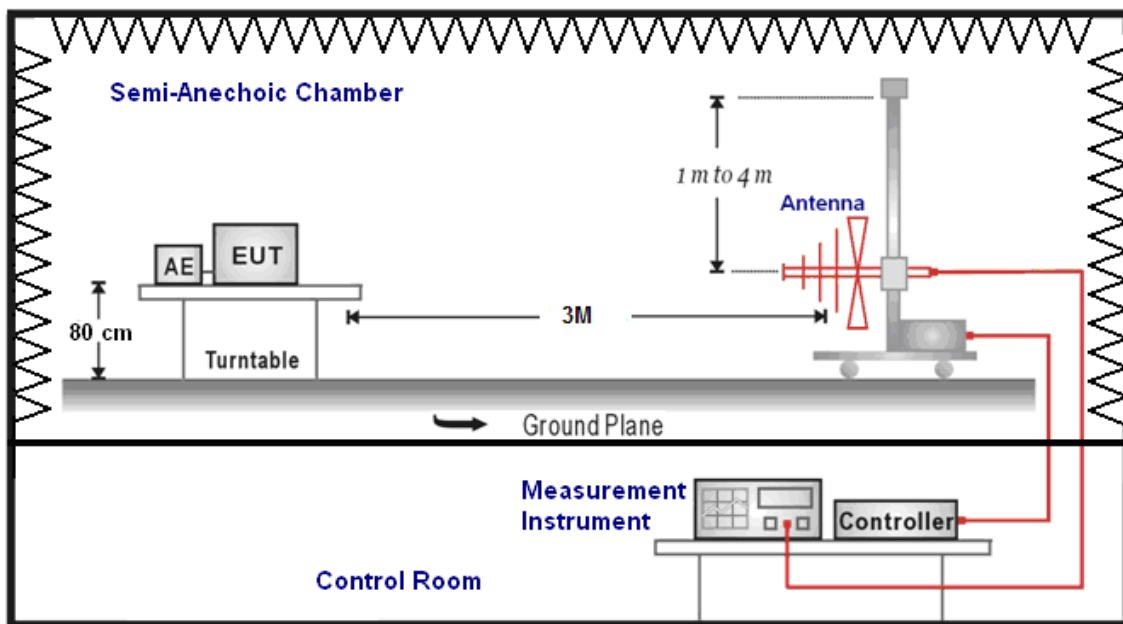 Semi-Anechoic Chamber
1 m to 4 m
Antenna
AE
EUT
80 cm
3M
Turntable
Ground Plane
Measurement
Instrument
Controller
Control Room